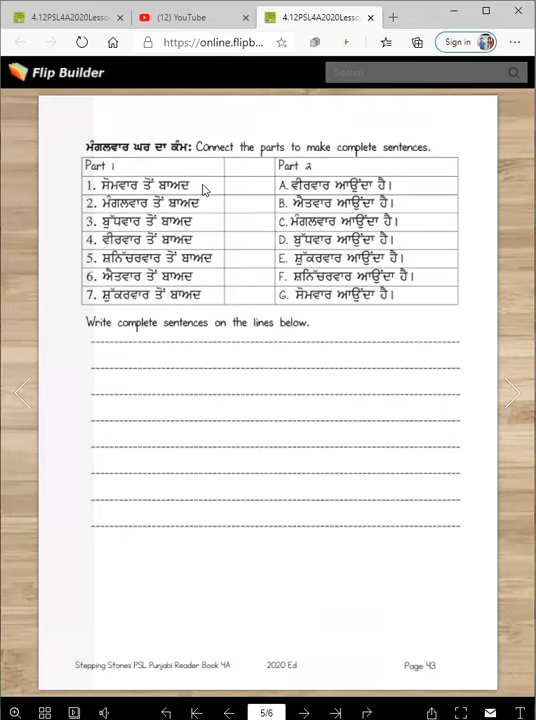 4.12PSL4A2020Lesso
(12) YouTube
4.12PSL4A2020Lesso
https://online.flipb
Sign in
Flip Builder
Search
ਮੰਗਲਵਾਰ ਘਰ ਦਾ ਕੰਮ: Connect the parts to make complete sentences.
Part 1 Part 2
1. ਸੋਮਵਾਰ ਤੋਂ ਬਾਅਦ A. ਵੀਰਵਾਰ ਆਉਂਦਾ ਹੈ।
2. ਮੰਗਲਵਾਰ ਤੋਂ ਬਾਅਦ B. ਐਤਵਾਰ ਆਉਂਦਾ ਹੈ।
3. ਬੁੱਧਵਾਰ ਤੋਂ ਬਾਅਦ C. ਮੰਗਲਵਾਰ ਆਉਂਦਾ ਹੈ।
4. ਵੀਰਵਾਰ ਤੋਂ ਬਾਅਦ D. ਬੁੱਧਵਾਰ ਆਉਂਦਾ ਹੈ।
5. ਸ਼ਨਿੱਚਰਵਾਰ ਤੋਂ ਬਾਅਦ E. ਸ਼ੁੱਕਰਵਾਰ ਆਉਂਦਾ ਹੈ।
6. ਐਤਵਾਰ ਤੋਂ ਬਾਅਦ F. ਸ਼ਨਿੱਚਰਵਾਰ ਆਉਂਦਾ ਹੈ।
7. ਸ਼ੁੱਕਰਵਾਰ ਤੋਂ ਬਾਅਦ G. ਸੋਮਵਾਰ ਆਉਂਦਾ ਹੈ।
Write complete sentences on the lines below.
Stepping Stones PSL Punjabi Reader Book 4A 2020 Ed Page 43
5/6